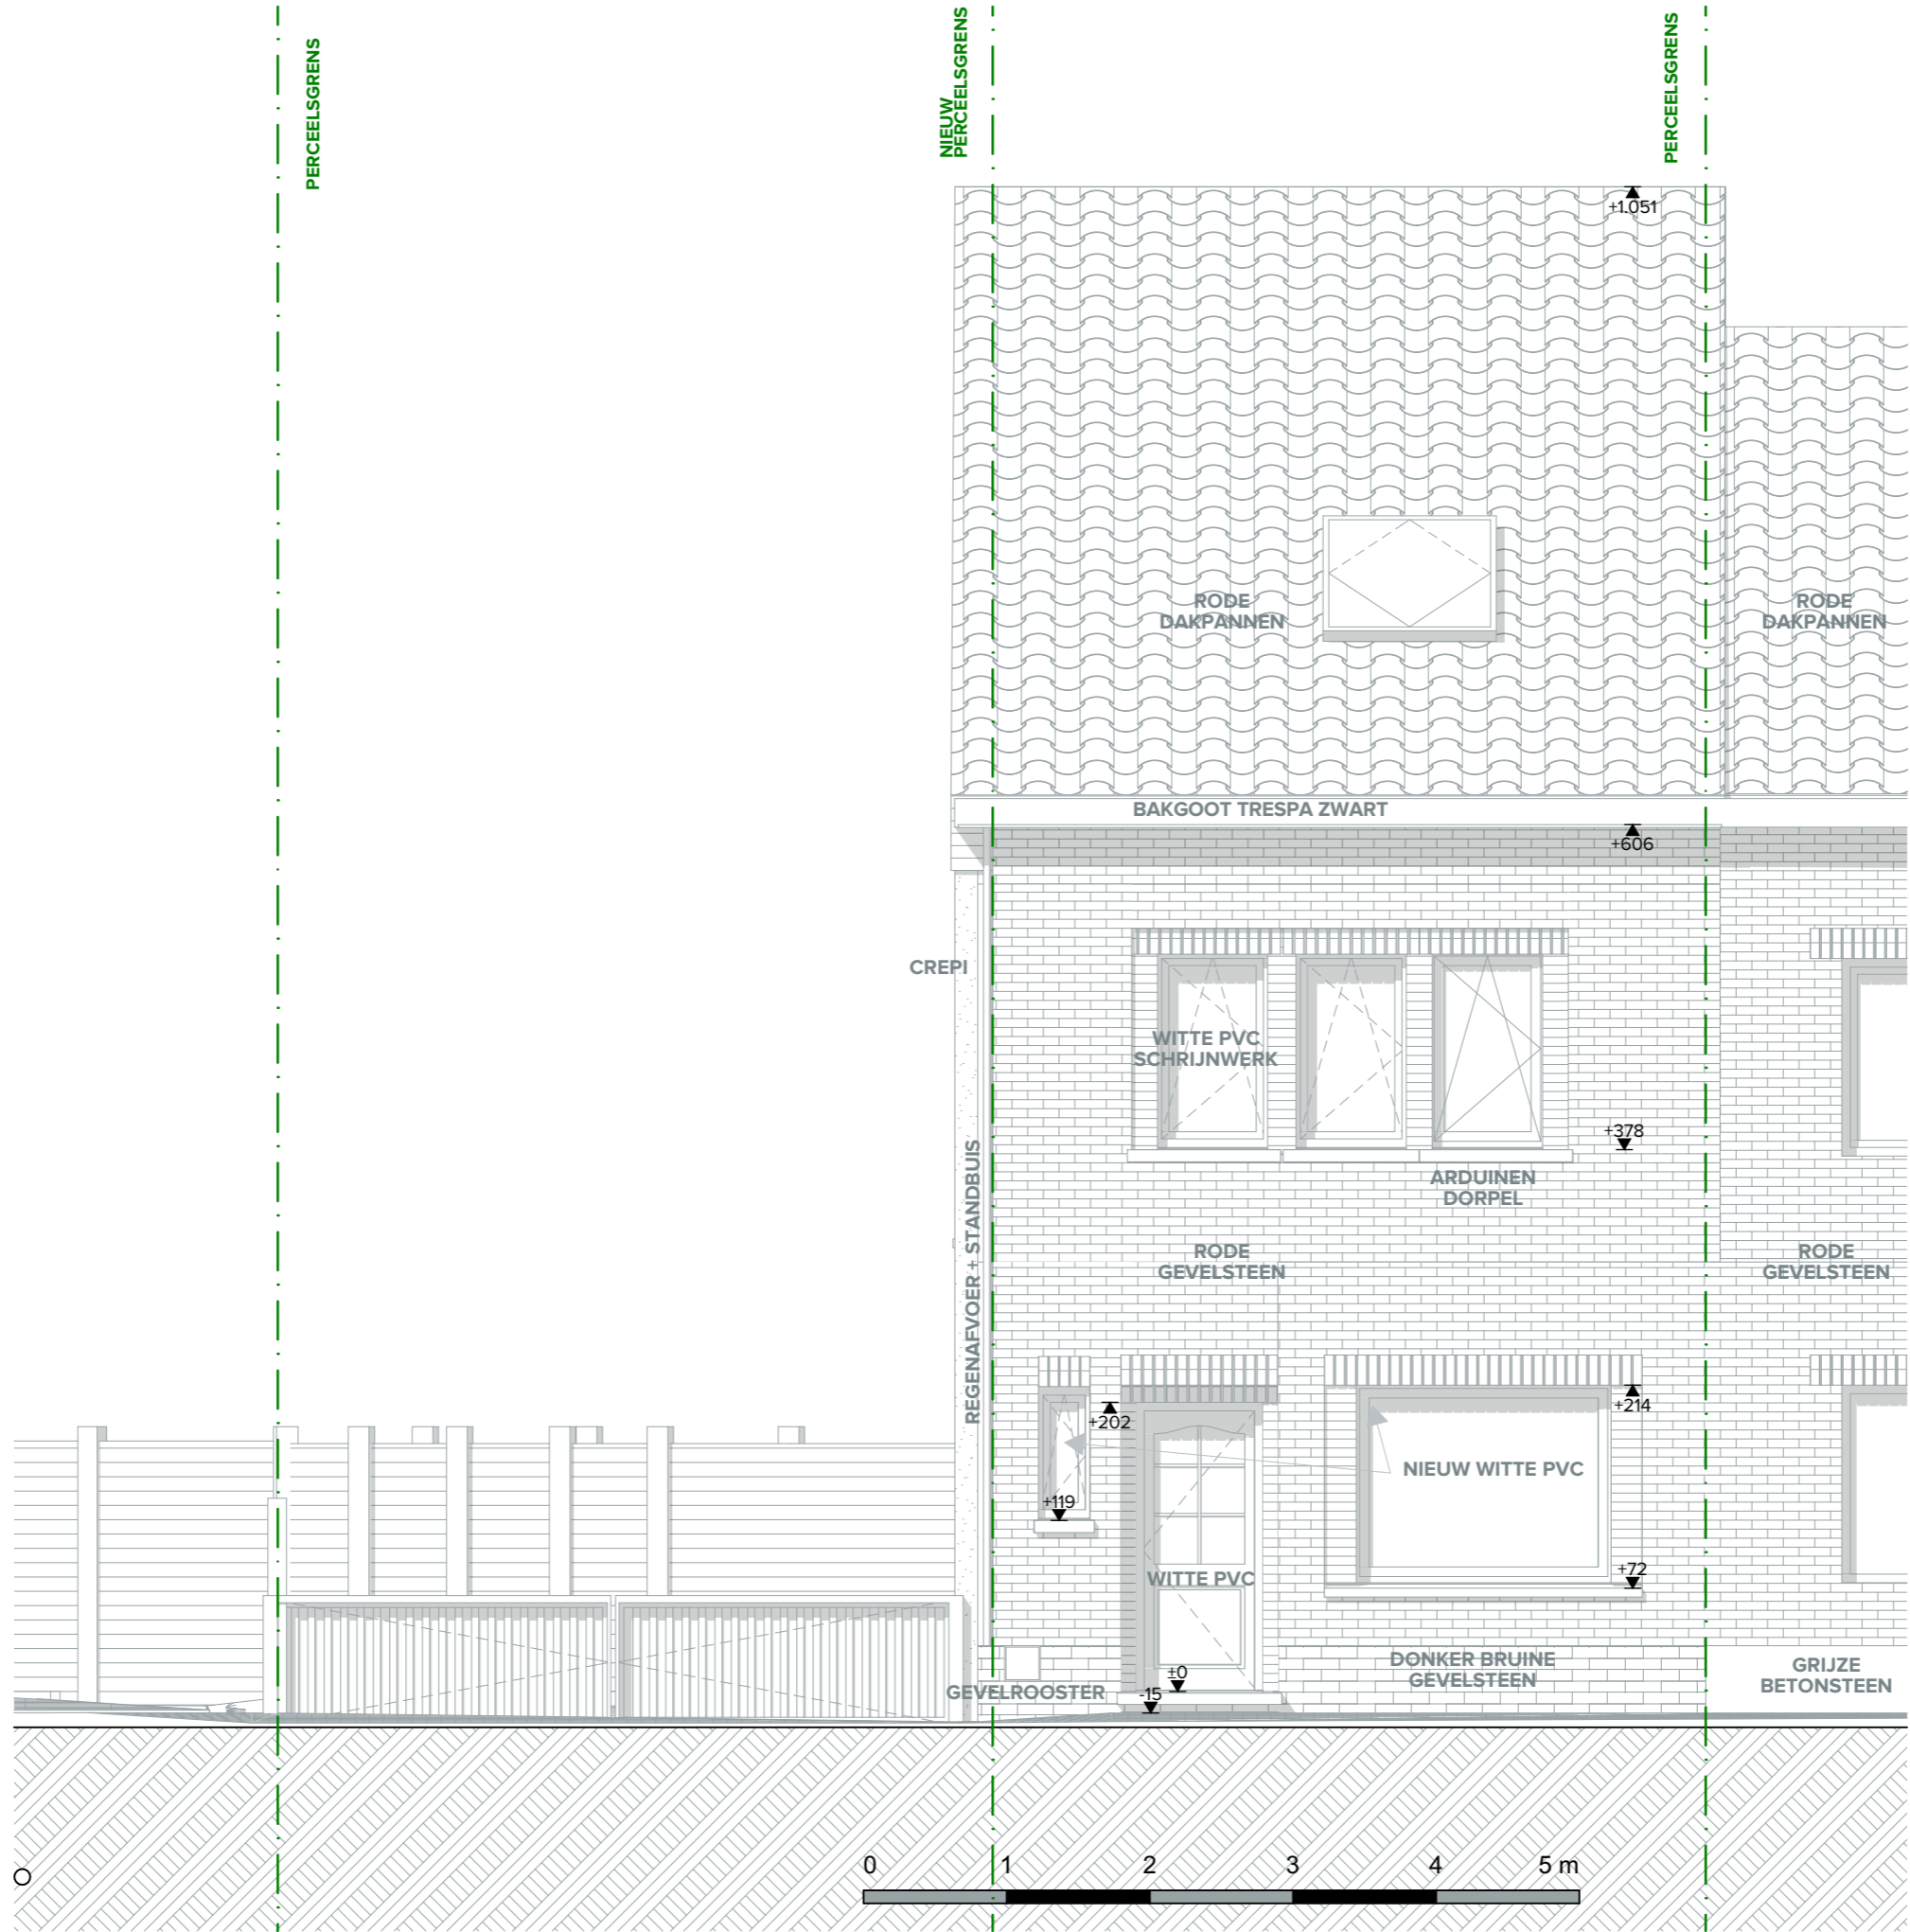 PERCEELSGRENS
NIEUW
PERCEELSGRENS
PERCEELSGRENS
+1.051
RODE
DAKPANNEN
RODE
DAKPANNEN
BAKGOOT TRESPA ZWART
+606
CREPI
WITTE PVC
SCHRIJNWERK
+378
ARDUINEN
DORPEL
REGENAFVOER + STANDBUIS
RODE
GEVELSTEEN
RODE
GEVELSTEEN
+202
+214
NIEUW WITTE PVC
+119
+72
WITTE PVC
DONKER BRUINE
GEVELSTEEN
GRIJZE
BETONSTEEN
±0
GEVELROOSTER
-15
0 1 2 3 4 5 m